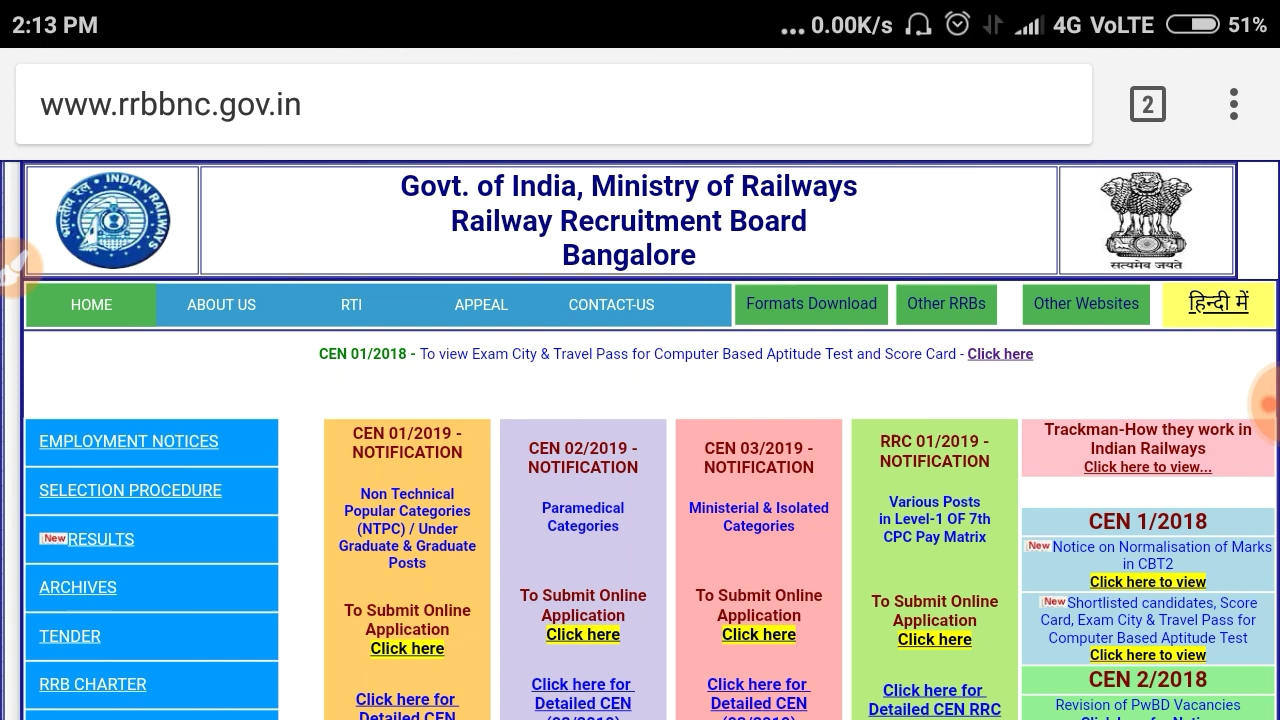 2:13 PM
... 0.00K/s 4G VoLTE 51%
www.rrbbnc.gov.in
2
भारतीय रेल INDIAN RAILWAYS
Govt. of India, Ministry of Railways
Railway Recruitment Board
Bangalore
सत्यमेव जयते
HOME ABOUT US RTI APPEAL CONTACT-US Formats Download Other RRBs Other Websites हिन्दी में
CEN 01/2018 - To view Exam City & Travel Pass for Computer Based Aptitude Test and Score Card - Click here
EMPLOYMENT NOTICES
SELECTION PROCEDURE
New RESULTS
ARCHIVES
TENDER
RRB CHARTER
CEN 01/2019 -
NOTIFICATION
Non Technical
Popular Categories
(NTPC) / Under
Graduate & Graduate
Posts
To Submit Online
Application
Click here
Click here for
Detailed CEN
CEN 02/2019 -
NOTIFICATION
Paramedical
Categories
To Submit Online
Application
Click here
Click here for
Detailed CEN
(02/2019)
CEN 03/2019 -
NOTIFICATION
Ministerial & Isolated
Categories
To Submit Online
Application
Click here
Click here for
Detailed CEN
(03/2019)
RRC 01/2019 -
NOTIFICATION
Various Posts
in Level-1 OF 7th
CPC Pay Matrix
To Submit Online
Application
Click here
Click here for
Detailed CEN RRC
Trackman-How they work in
Indian Railways
Click here to view...
CEN 1/2018
New Notice on Normalisation of Marks
in CBT2
Click here to view
New Shortlisted candidates, Score
Card, Exam City & Travel Pass for
Computer Based Aptitude Test
Click here to view
CEN 2/2018
Revision of PwBD Vacancies